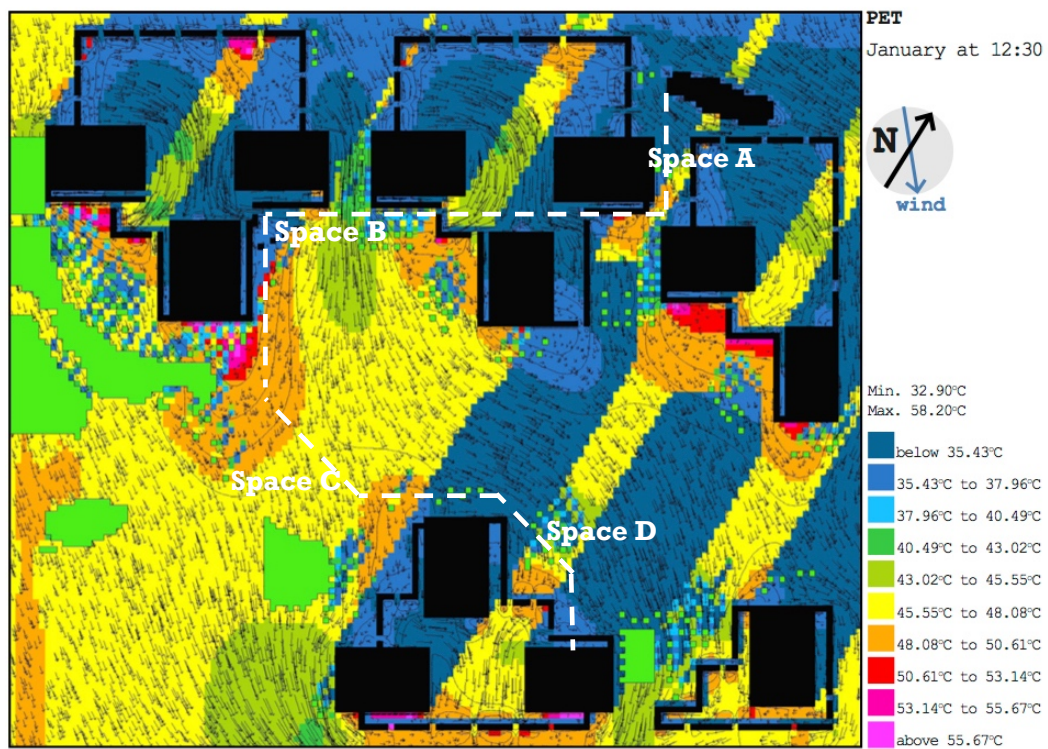 PET
January at 12:30
N
wind
Space A
Space B
Space C
Space D
Min. 32.90°C
Max. 58.20°C
below 35.43°C
35.43°C to 37.96°C
37.96°C to 40.49°C
40.49°C to 43.02°C
43.02°C to 45.55°C
45.55°C to 48.08°C
48.08°C to 50.61°C
50.61°C to 53.14°C
53.14°C to 55.67°C
above 55.67°C